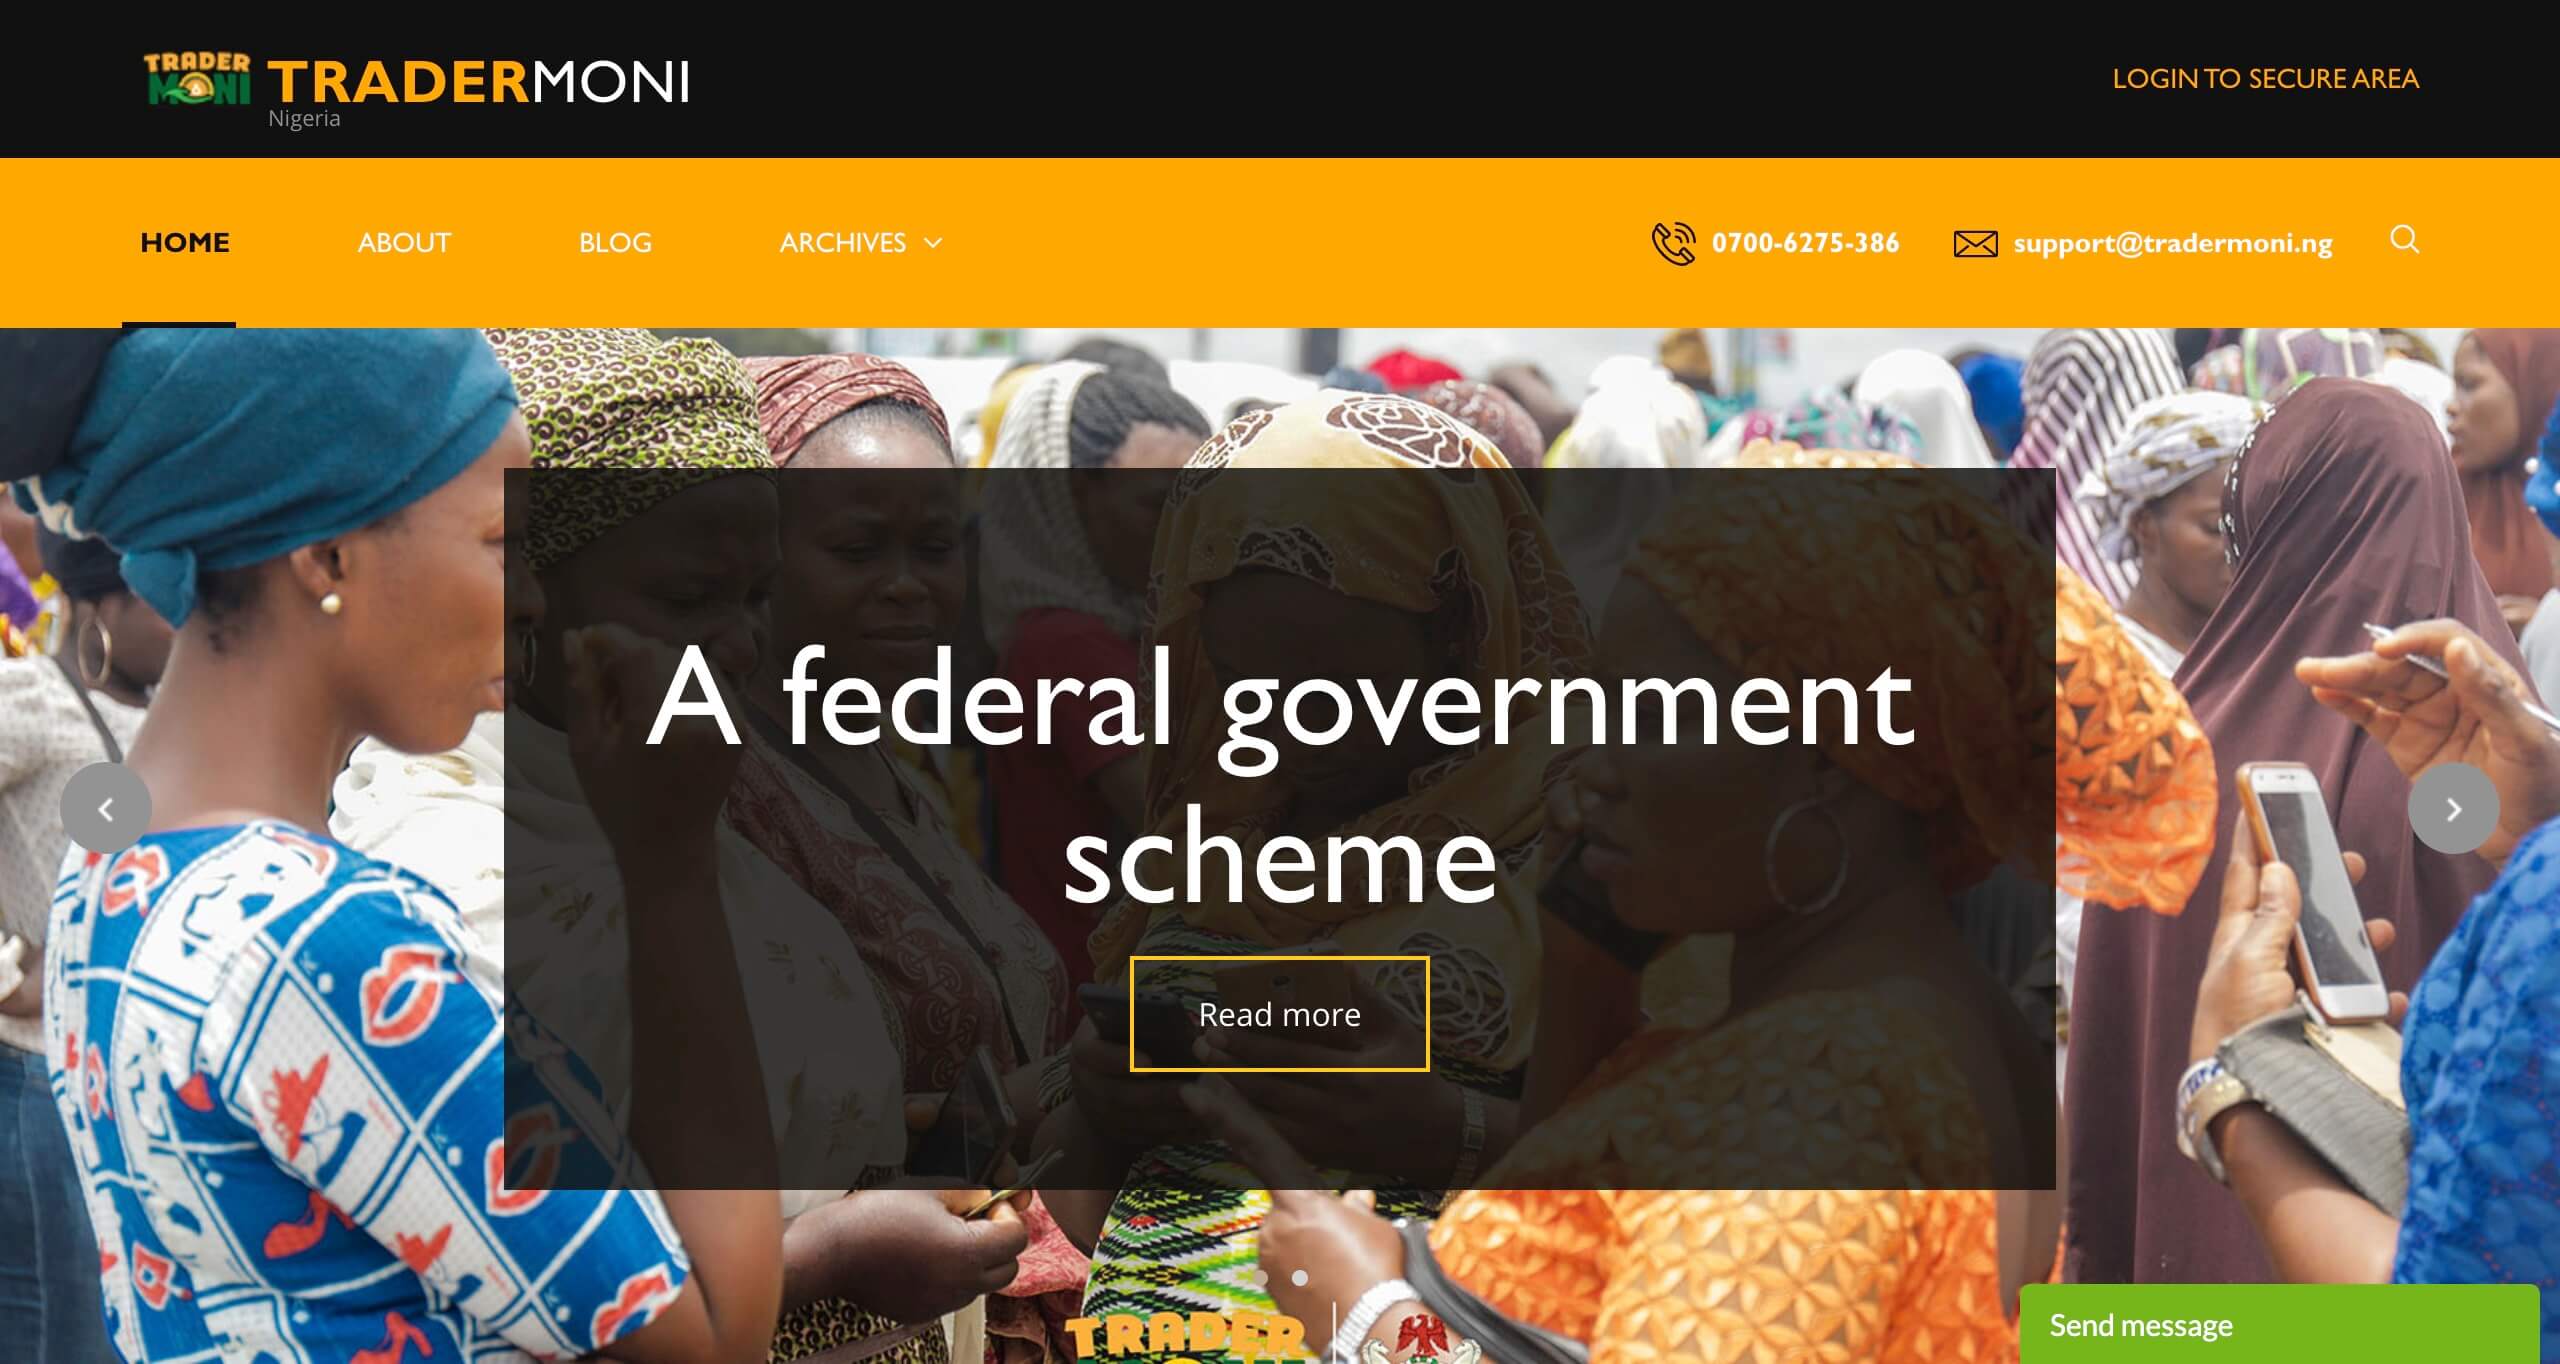 TRADER
MONI
TRADERMONI
Nigeria
LOGIN TO SECURE AREA
HOME
ABOUT
BLOG
ARCHIVES
0700-6275-386
support@tradermoni.ng
A federal government
scheme
Read more
TRADER
MONI
Send message